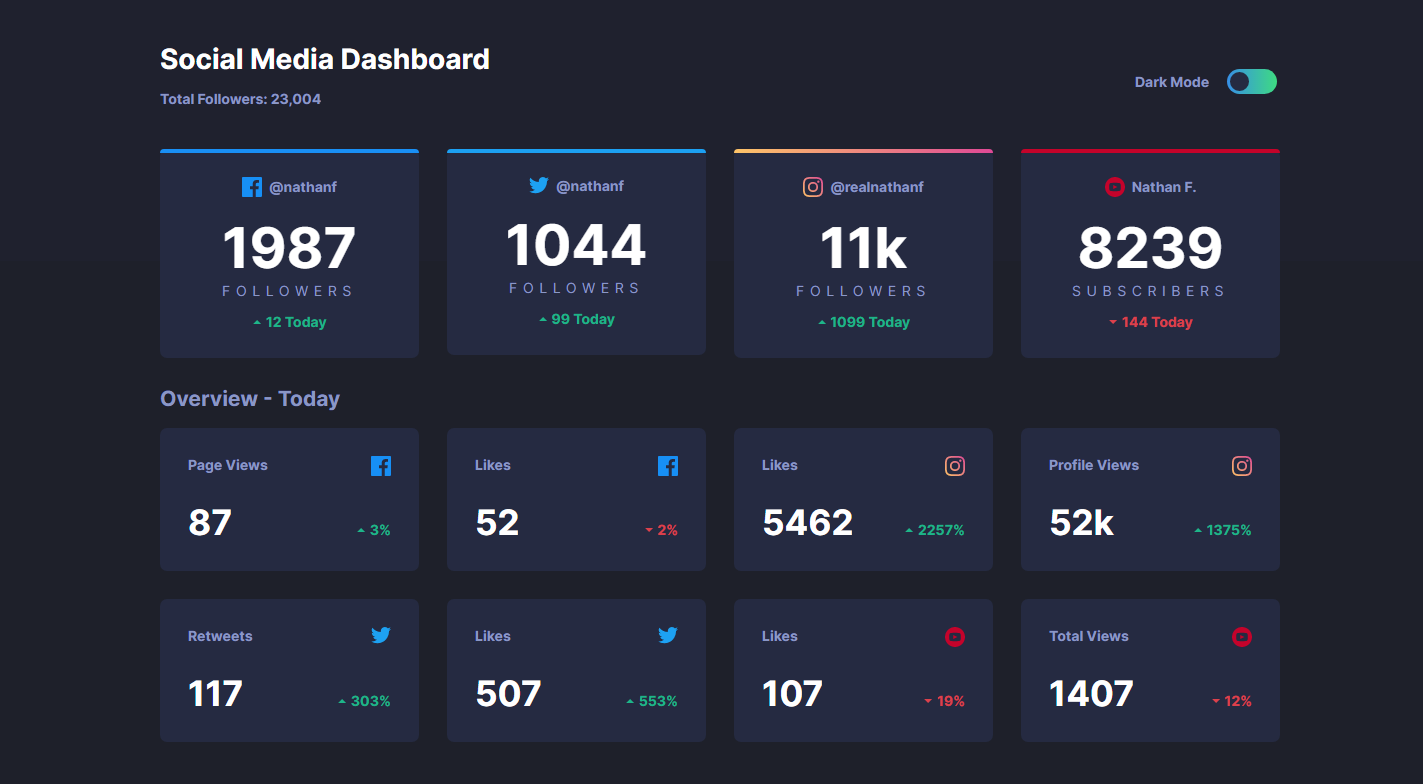 Social Media Dashboard
Total Followers: 23,004
Dark Mode
@nathanf
1987
FOLLOWERS
12 Today
@nathanf
1044
FOLLOWERS
99 Today
@realnathanf
11k
FOLLOWERS
1099 Today
Nathan F.
8239
SUBSCRIBERS
144 Today
Overview - Today
Page Views
87
3%
Likes
52
2%
Likes
5462
2257%
Profile Views
52k
1375%
Retweets
117
303%
Likes
507
553%
Likes
107
19%
Total Views
1407
12%